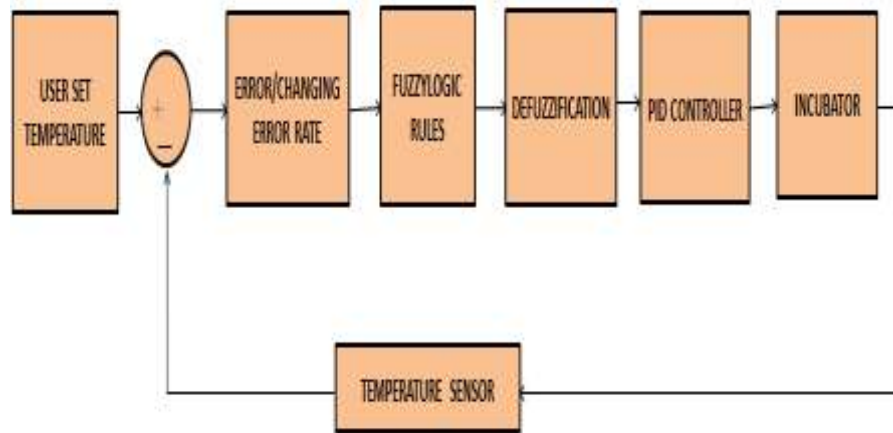 USER SET
TEMPERATURE
+
−
ERROR/CHANGING
ERROR RATE
FUZZYLOGIC
RULES
DEFUZZIFICATION
PID CONTROLLER
INCUBATOR
TEMPERATURE SENSOR